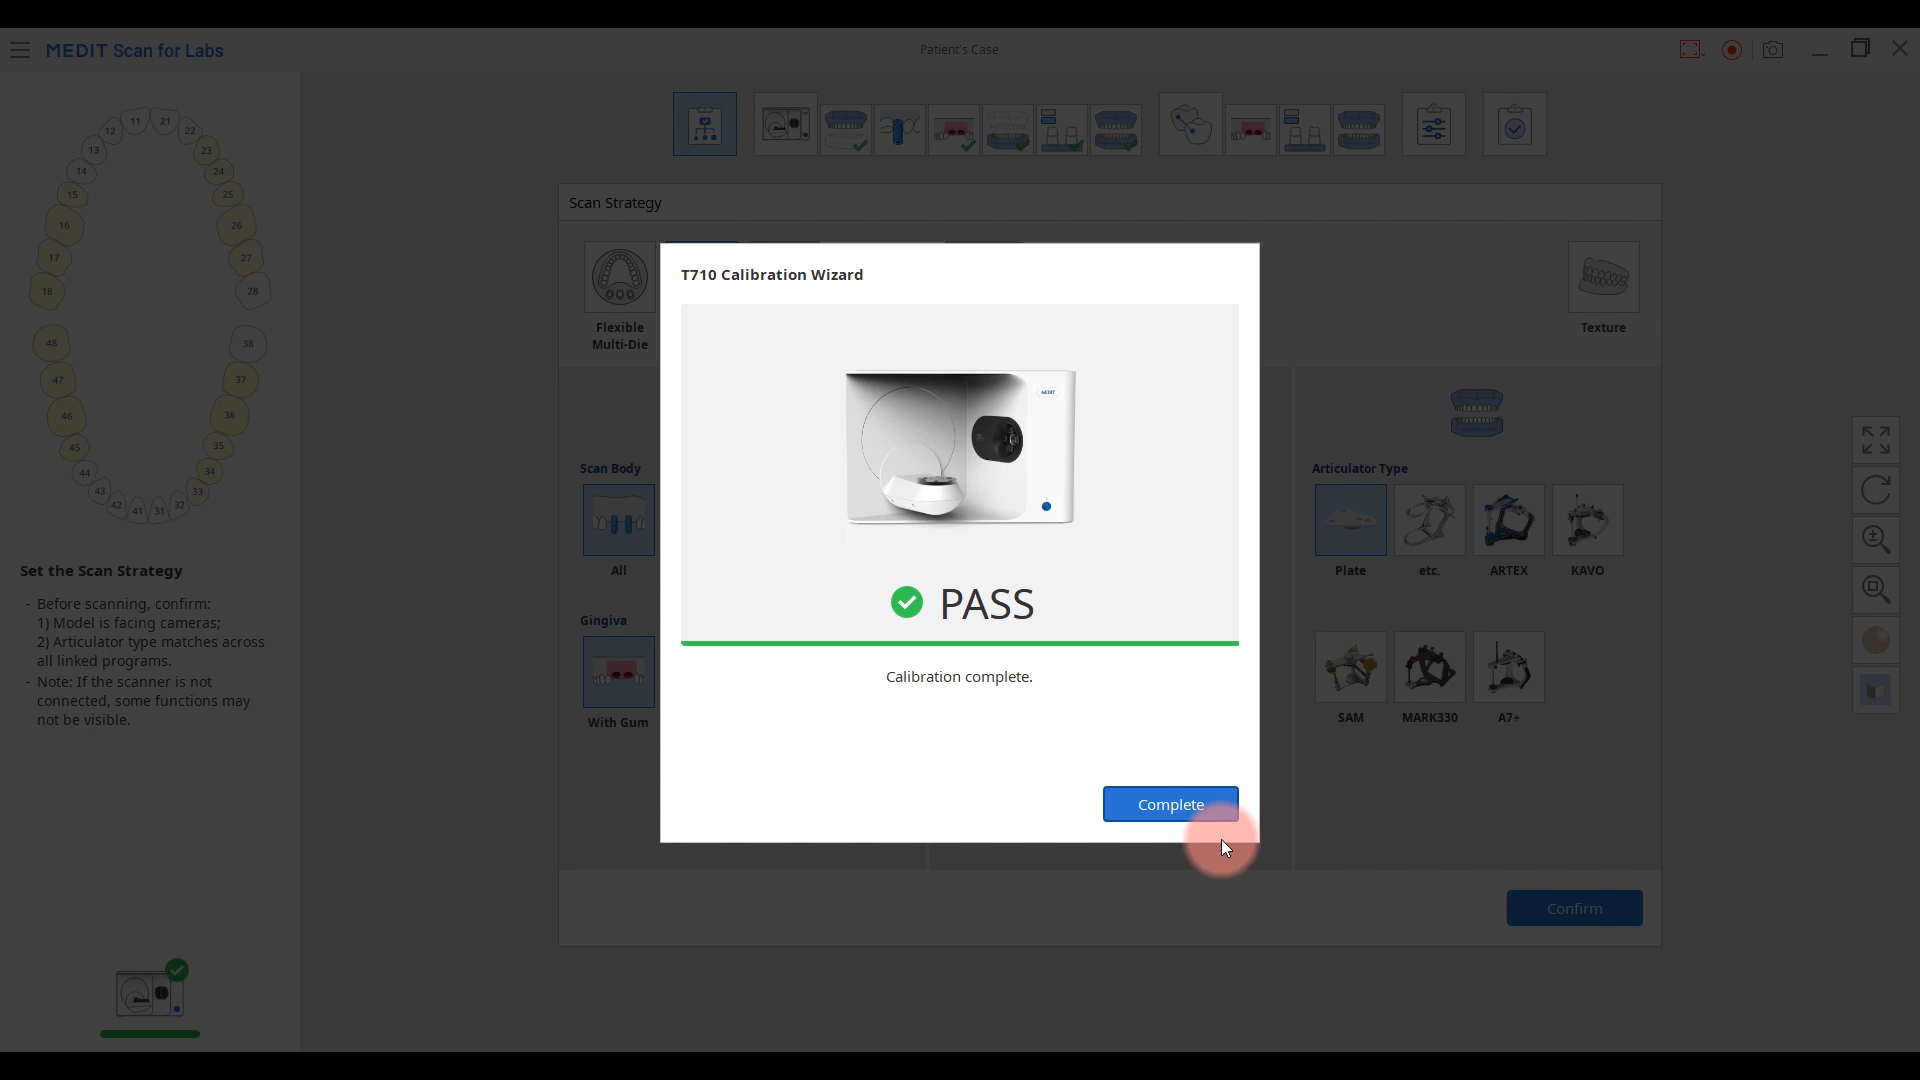 MEDIT Scan for Labs
Patient's Case
11 21
12 22
13 23
14 24
15 25
16 26
17 27
18 28
48 38
47 37
46 36
45 35
44 34
43 33
42 41 31 32
Set the Scan Strategy
- Before scanning, confirm:
1) Model is facing cameras;
2) Articulator type matches across
all linked programs.
- Note: If the scanner is not
connected, some functions may
not be visible.
Scan Strategy
Flexible
Multi-Die
Texture
Scan Body
All
Gingiva
With Gum
T710 Calibration Wizard
MEDIT
PASS
Calibration complete.
Complete
Articulator Type
Plate
etc.
ARTEX
KAVO
SAM
MARK330
A7+
Confirm